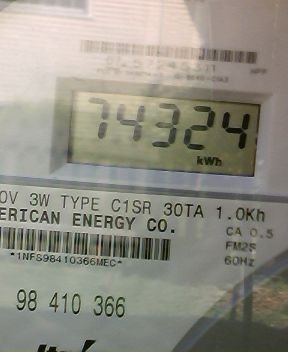 74324
kWh
0V 3W TYPE C1SR 30TA 1.0Kh
ERICAN ENERGY CO. CA 0.5
FM2S
*1NFS98410366MEC* 60Hz
98 410 366